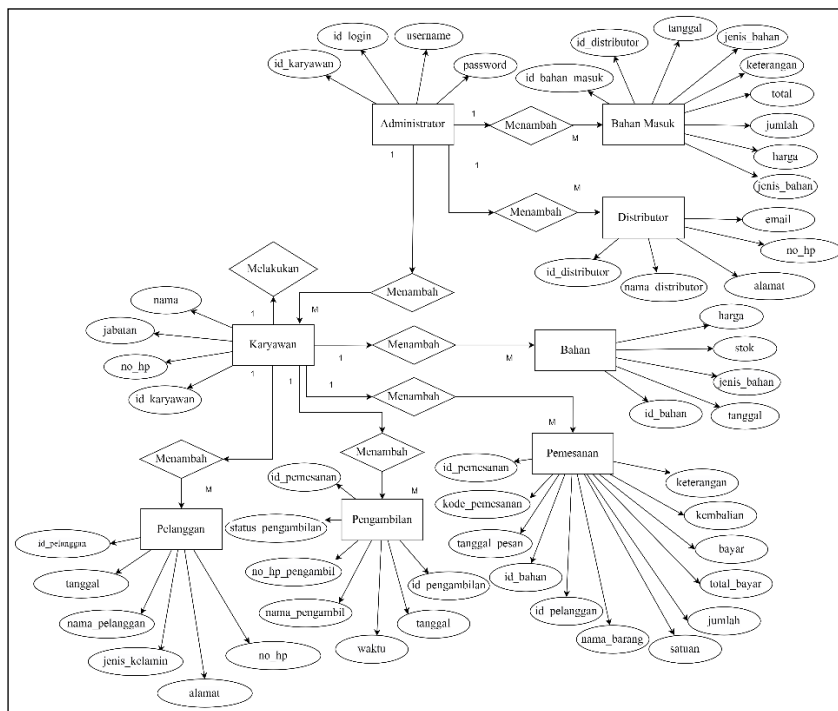 id_login
username
id_karyawan
password
Administrator
1
Menambah
M
Bahan Masuk
id_distributor
tanggal
jenis_bahan
id_bahan_masuk
keterangan
total
jumlah
harga
jenis_bahan
1
1
Menambah
M
Distributor
email
no_hp
id_distributor
nama_distributor
alamat
Melakukan
Menambah
1
M
nama
jabatan
no_hp
id_karyawan
Karyawan
1
Menambah
M
Bahan
harga
stok
jenis_bahan
id_bahan
tanggal
1
1
1
Menambah
M
Menambah
M
Menambah
M
Pelanggan
id_pelanggan
tanggal
nama_pelanggan
jenis_kelamin
alamat
no_hp
Pengambilan
id_pemesanan
status_pengambilan
no_hp_pengambil
nama_pengambil
waktu
tanggal
id_pengambilan
Pemesanan
id_pemesanan
kode_pemesanan
tanggal_pesan
id_bahan
id_pelanggan
nama_barang
satuan
jumlah
total_bayar
bayar
kembalian
keterangan